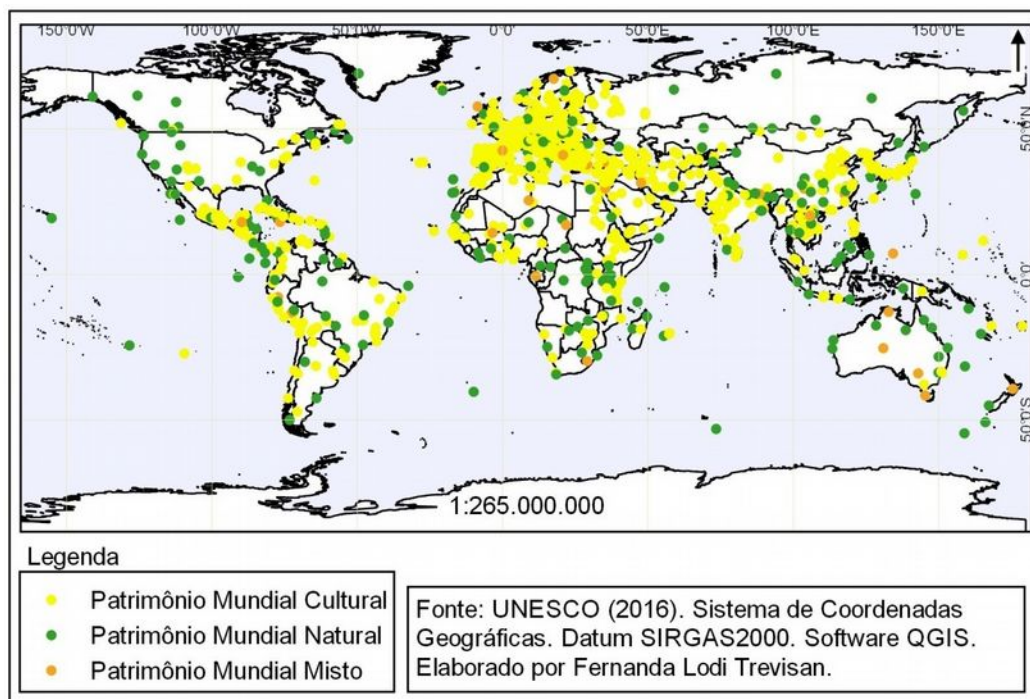 150°0'W 100°0'W 50°0'W 0°0' 50°0'E 100°0'E 150°0'E
50°0'N
0°0'
50°0'S
1:265.000.000
Legenda
Patrimônio Mundial Cultural
Patrimônio Mundial Natural
Patrimônio Mundial Misto
Fonte: UNESCO (2016). Sistema de Coordenadas
Geográficas. Datum SIRGAS2000. Software QGIS.
Elaborado por Fernanda Lodi Trevisan.